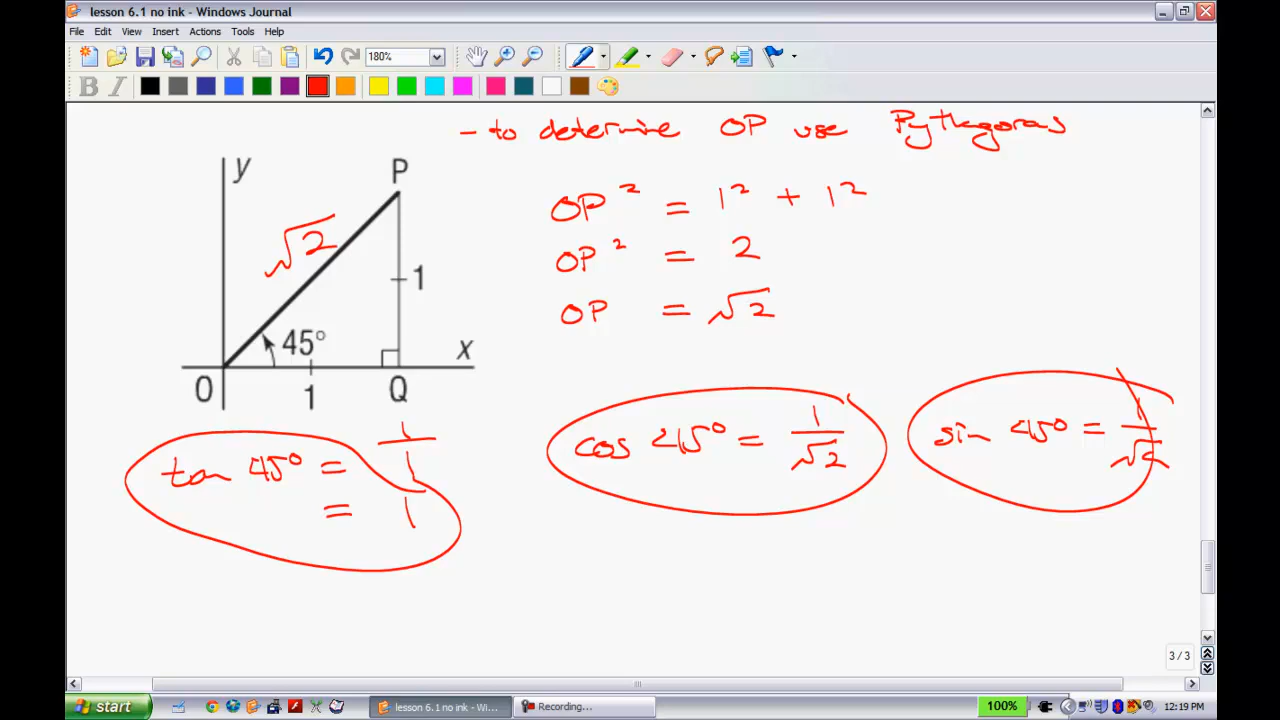 lesson 6.1 no ink - Windows Journal
File Edit View Insert Actions Tools Help
180%
B I
- to determine OP use Pythagoras
y
P
OP² = 1² + 1²
√2
OP² = 2
1
OP = √2
45°
x
O 1 Q
tan 45° = 1/1
= 1
cos 45° = 1/√2
sin 45° = 1/√2
3/3
start
lesson 6.1 no ink - Wi...
Recording...
100%
12:19 PM